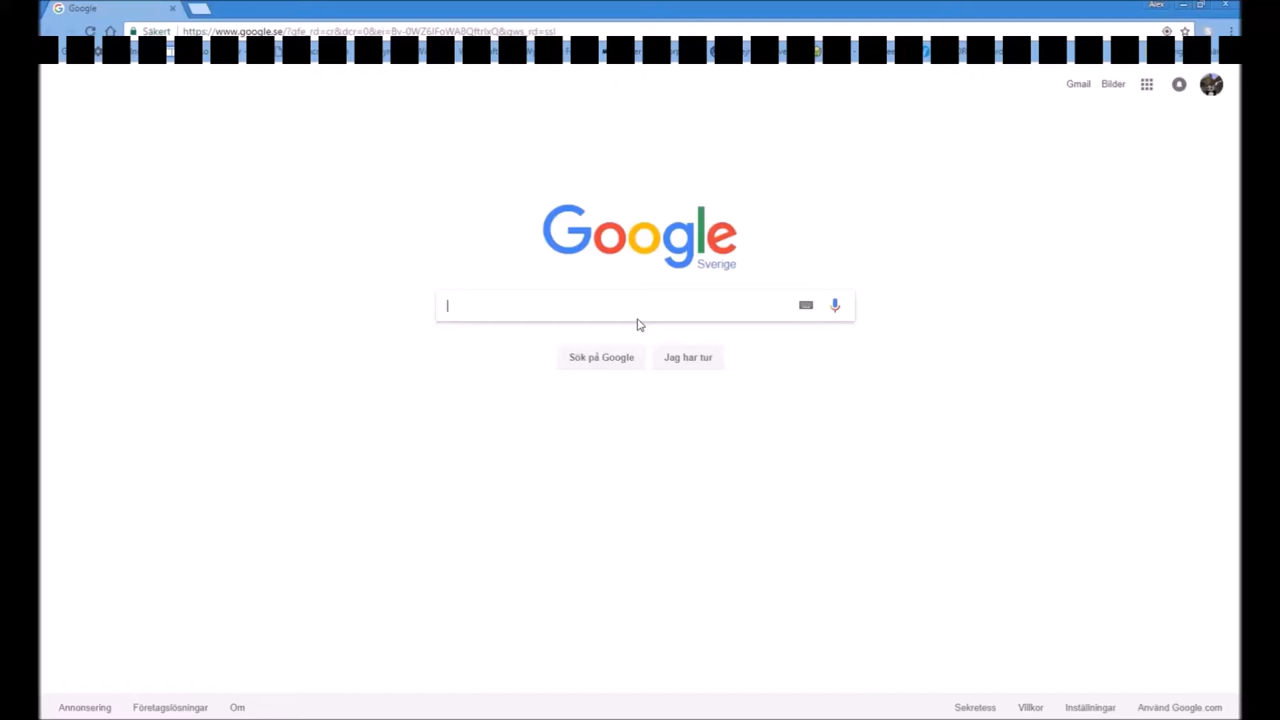 Google
Alex
Säkert
Gmail Bilder
Google
Sverige
Sök på Google Jag har tur
Annonsering Företagslösningar Om
Sekretess Villkor Inställningar Använd Google.com